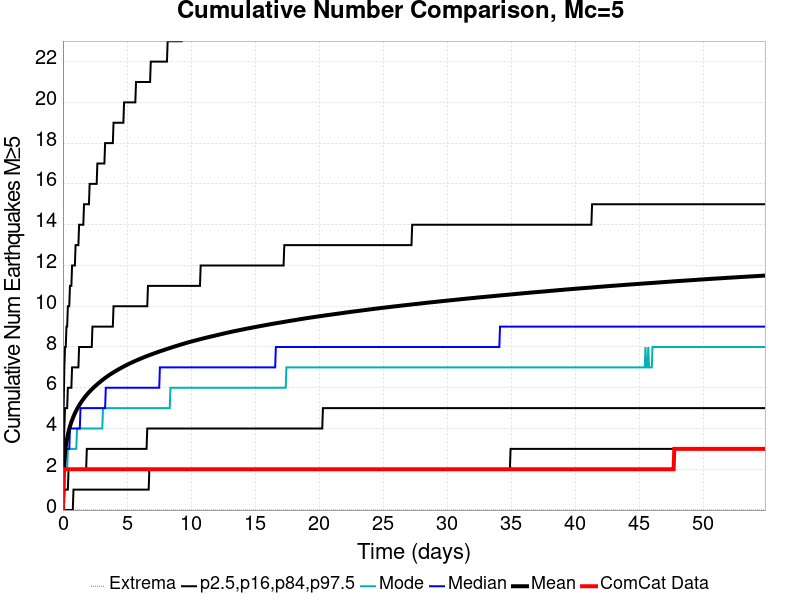 Cumulative Number Comparison, Mc=5
Cumulative Num Earthquakes M≥5
22
20
18
16
14
12
10
8
6
4
2
0
0 5 10 15 20 25 30 35 40 45 50
Time (days)
Extrema p2.5,p16,p84,p97.5 Mode Median Mean ComCat Data